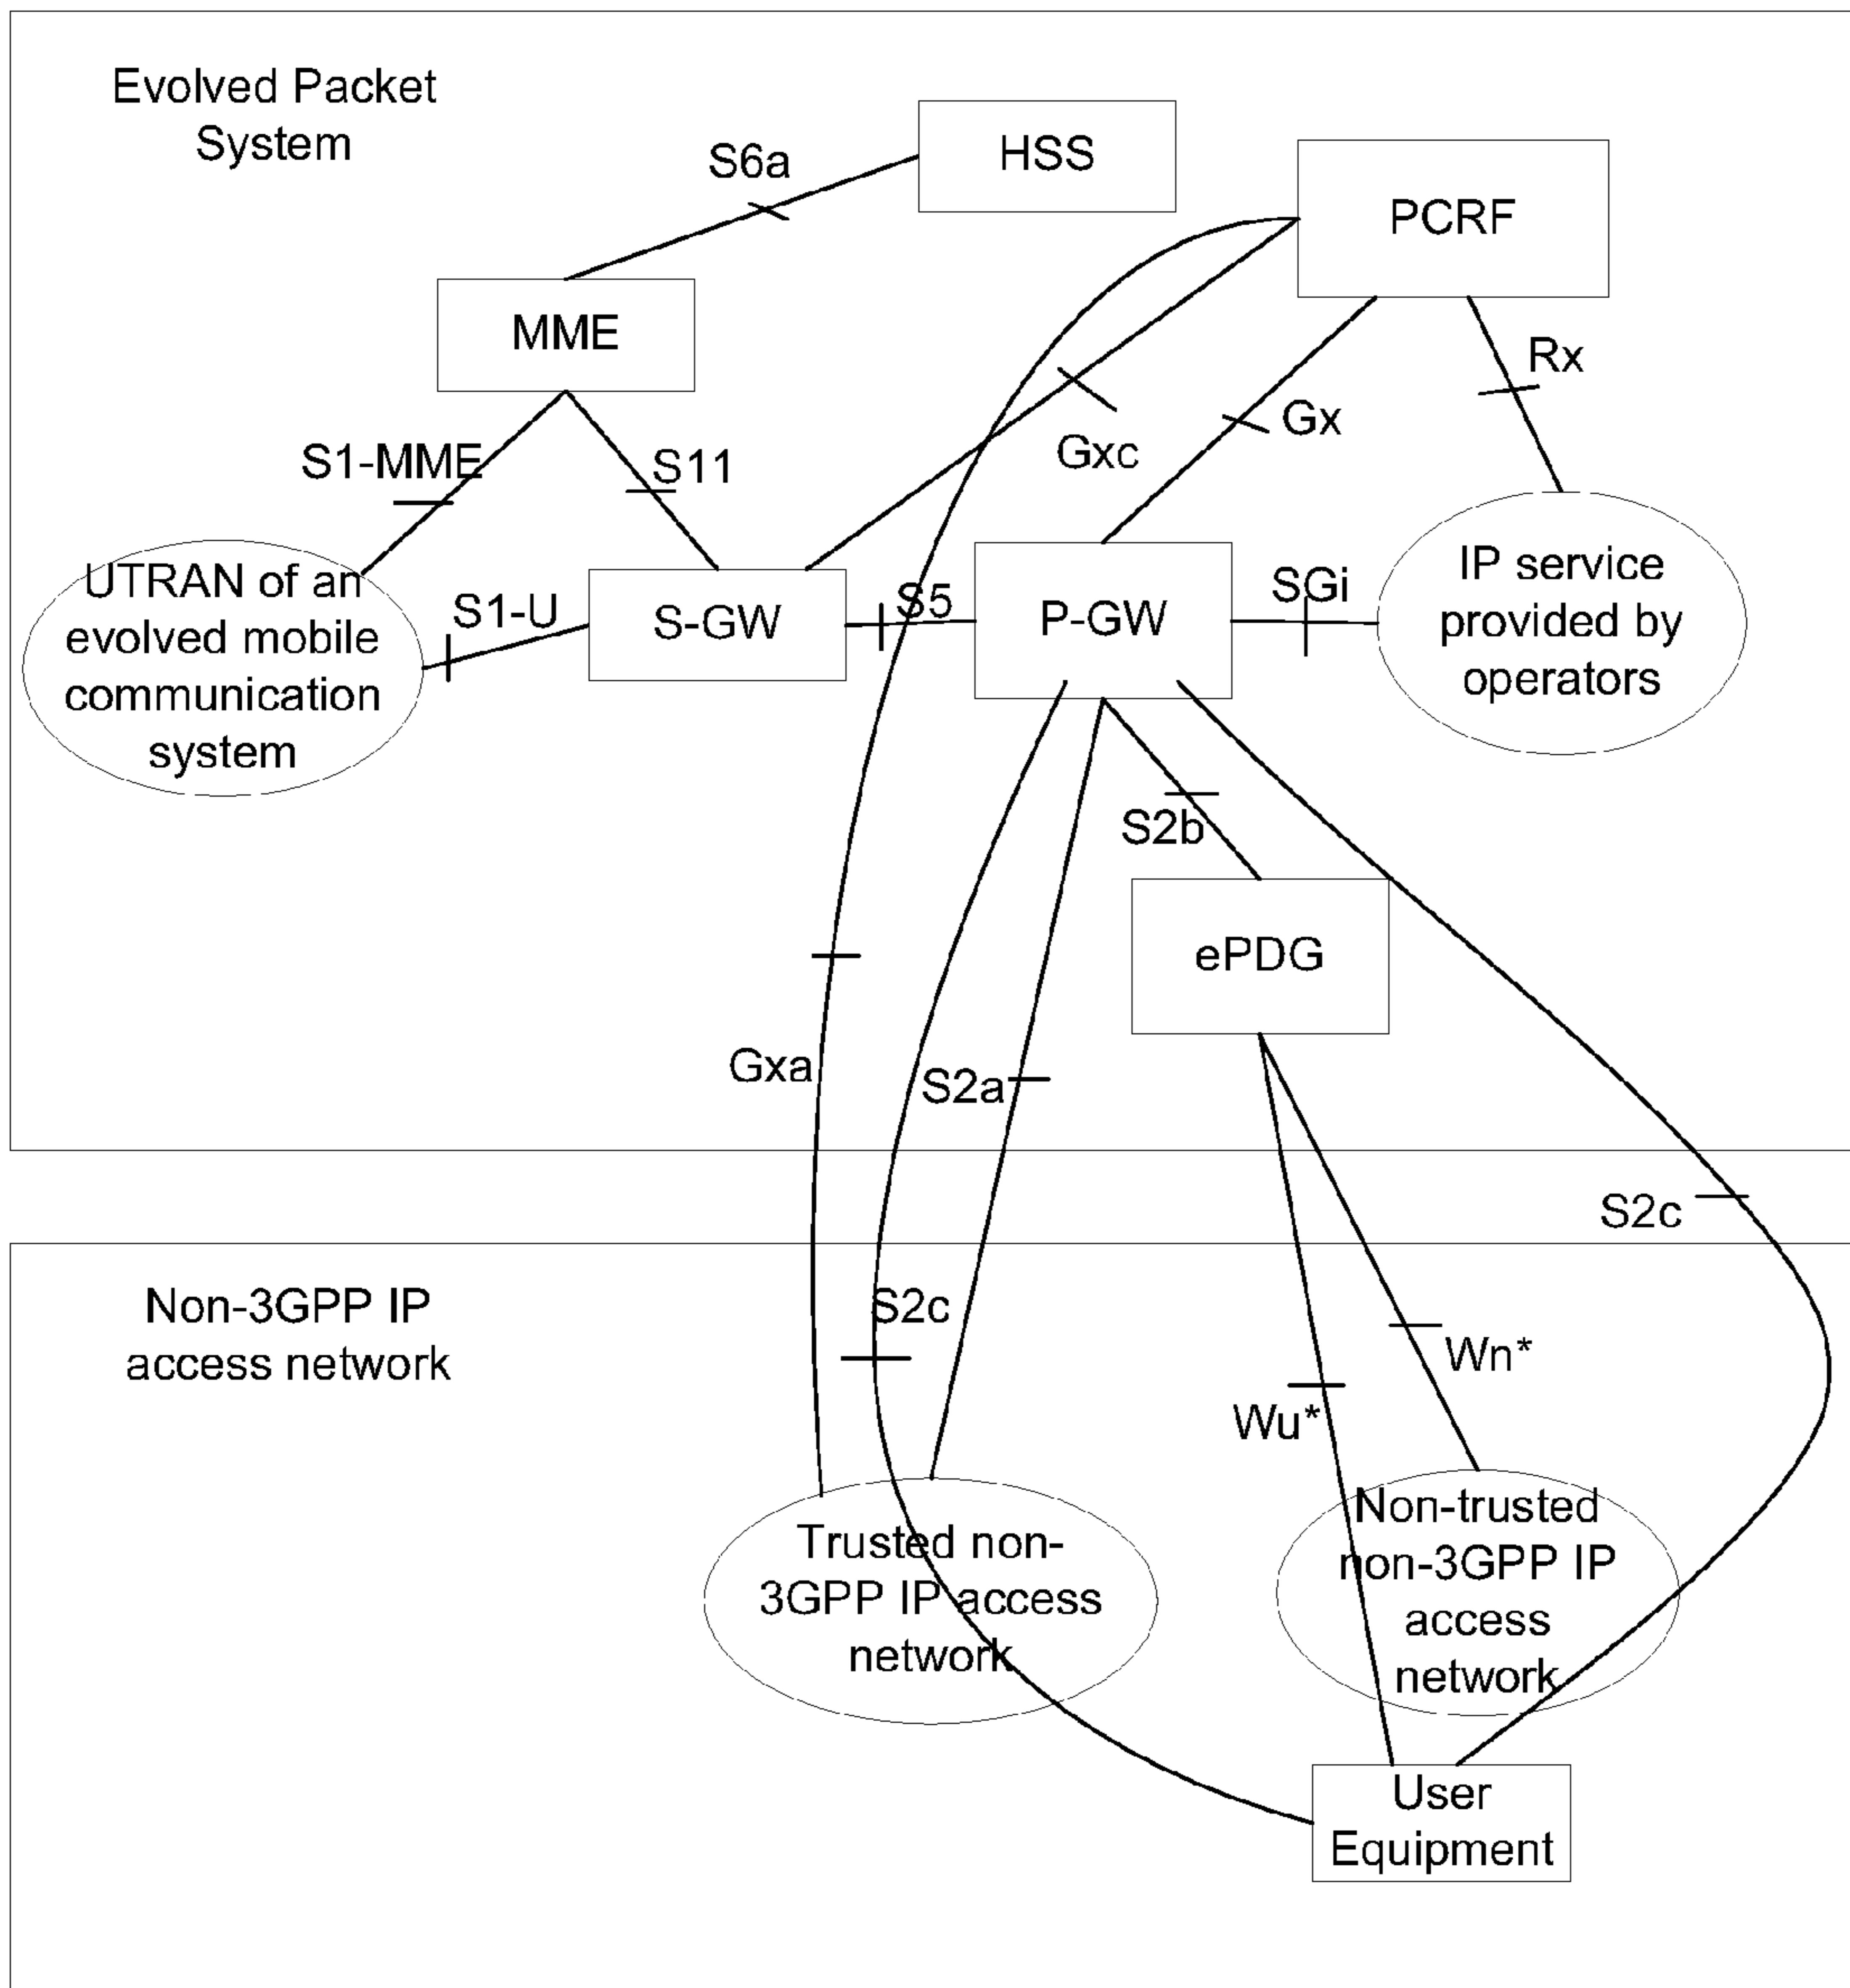 Evolved Packet
System
S6a
HSS
PCRF
MME
Rx
Gx
Gxc
S1-MME
S11
UTRAN of an
evolved mobile
communication
system
S1-U
S-GW
S5
P-GW
SGi
IP service
provided by
operators
S2b
ePDG
Gxa
S2a
S2c
Non-3GPP IP
access network
S2c
Wn*
Wu*
Trusted non-
3GPP IP access
network
Non-trusted
non-3GPP IP
access
network
User
Equipment